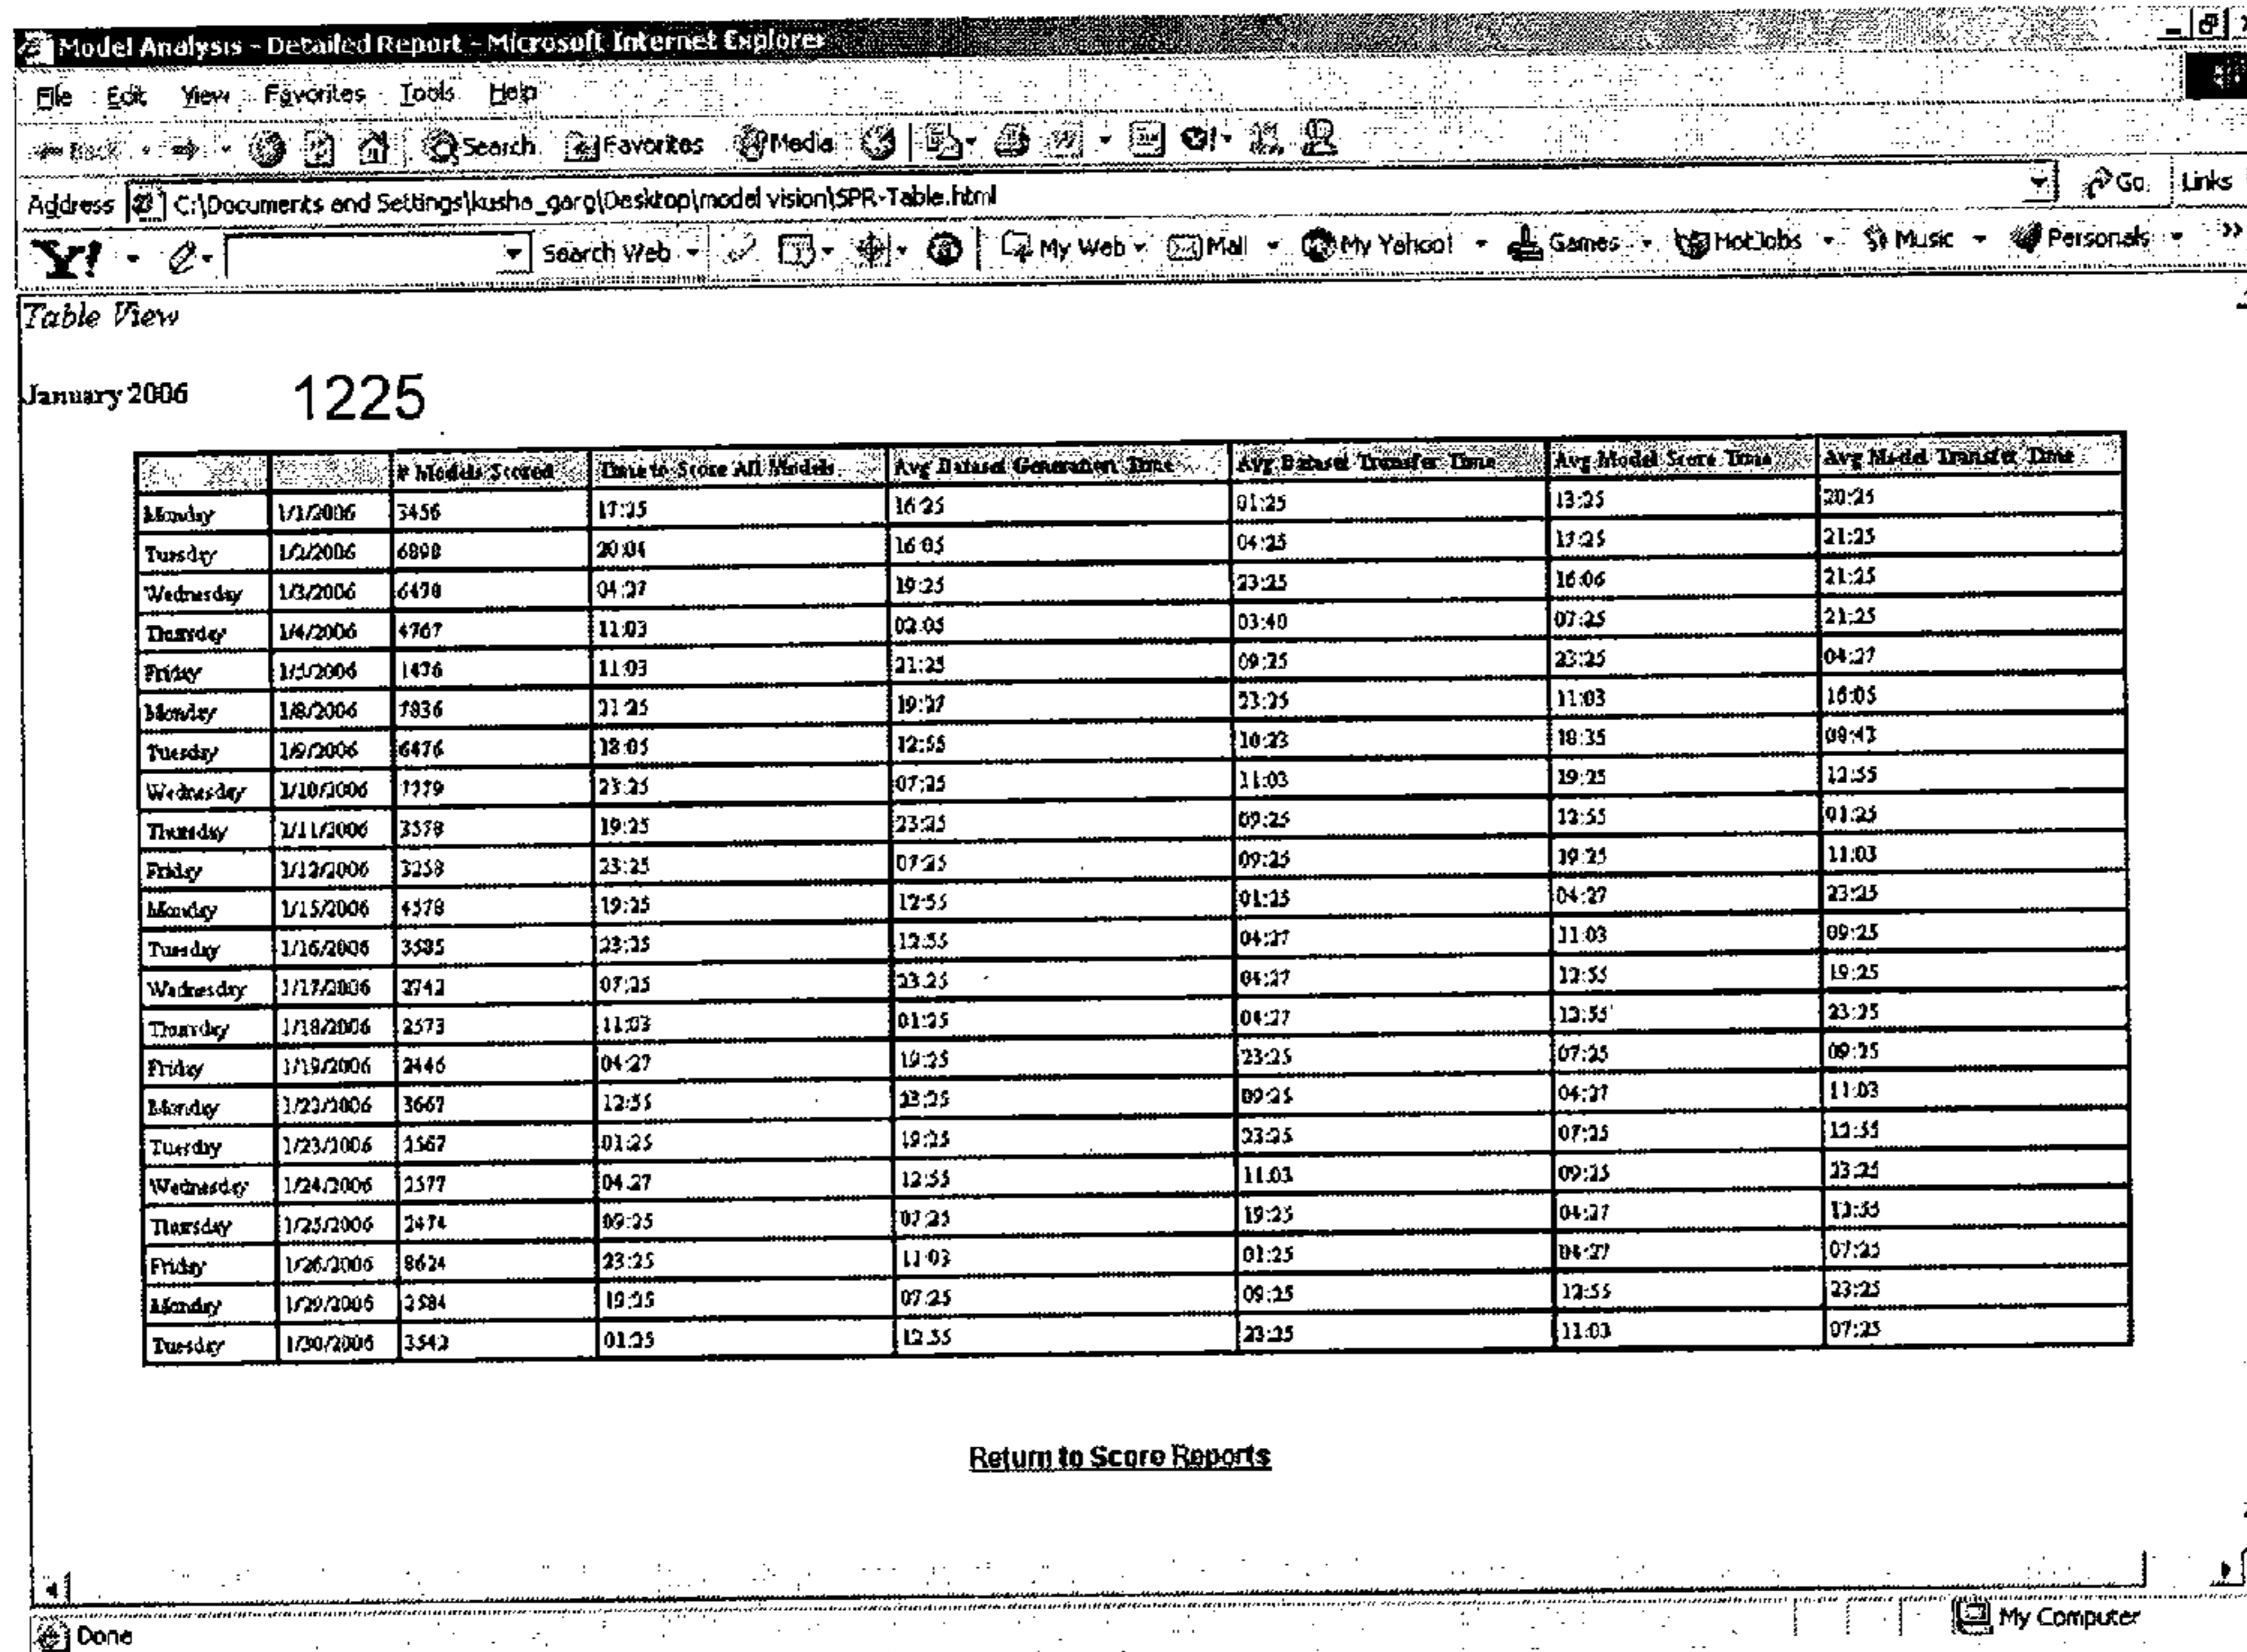 Model Analysis - Detailed Report - Microsoft Internet Explorer
File Edit View Favorites Tools Help
Back Search Favorites Media
Address C:\Documents and Settings\kusha_garg\Desktop\model vision\SPR-Table.html Go Links
Y! Search Web My Web Mail My Yahoo! Games HotJobs Music Personals »
Table View
January 2006 1225
# Models Scored Time to Score All Models Avg Dataset Generation Time Avg Dataset Transfer Time Avg Model Score Time Avg Model Transfer Time
Monday 1/1/2006 3456 17:25 16:25 01:25 13:25 20:25
Tuesday 1/2/2006 20:04 16:05 04:25 21:25
Wednesday 1/3/2006 04:27 19:25 23:25 16:06 21:25
Thursday 1/4/2006 4767 11:03 02:05 03:40 07:25 21:25
Friday 1/5/2006 1436 11:03 21:25 09:25 23:25 04:27
Monday 1/8/2006 21:25 19:27 23:25 11:03 16:05
Tuesday 1/9/2006 6476 18:05 12:55 10:23 18:35 08:43
Wednesday 1/10/2006 23:25 07:25 11:03 19:25 12:55
Thursday 1/11/2006 3578 19:25 23:25 09:25 12:55 01:25
Friday 1/12/2006 3258 23:25 07:25 09:25 19:25 11:03
Monday 1/15/2006 4578 19:25 12:55 01:25 04:27 23:25
Tuesday 1/16/2006 3585 23:25 12:55 04:27 11:03 09:25
Wednesday 1/17/2006 2742 07:25 23:25 04:27 12:55 19:25
Thursday 1/18/2006 2573 11:03 01:25 04:27 12:55 23:25
Friday 1/19/2006 2446 04:27 19:25 23:25 07:25 09:25
Monday 3667 12:55 23:25 09:25 04:27 11:03
Tuesday 1/23/2006 01:25 19:25 23:25 07:25 12:55
Wednesday 1/24/2006 04:27 12:55 11:03 09:25 23:25
Thursday 1/25/2006 2474 09:25 07:25 19:25 04:27 12:55
Friday 1/26/2006 8624 23:25 11:03 01:25 04:27 07:25
Monday 1/29/2006 19:25 07:25 09:25 12:55 23:25
Tuesday 1/30/2006 3542 01:25 12:55 23:25 11:03 07:25
Return to Score Reports
Done My Computer